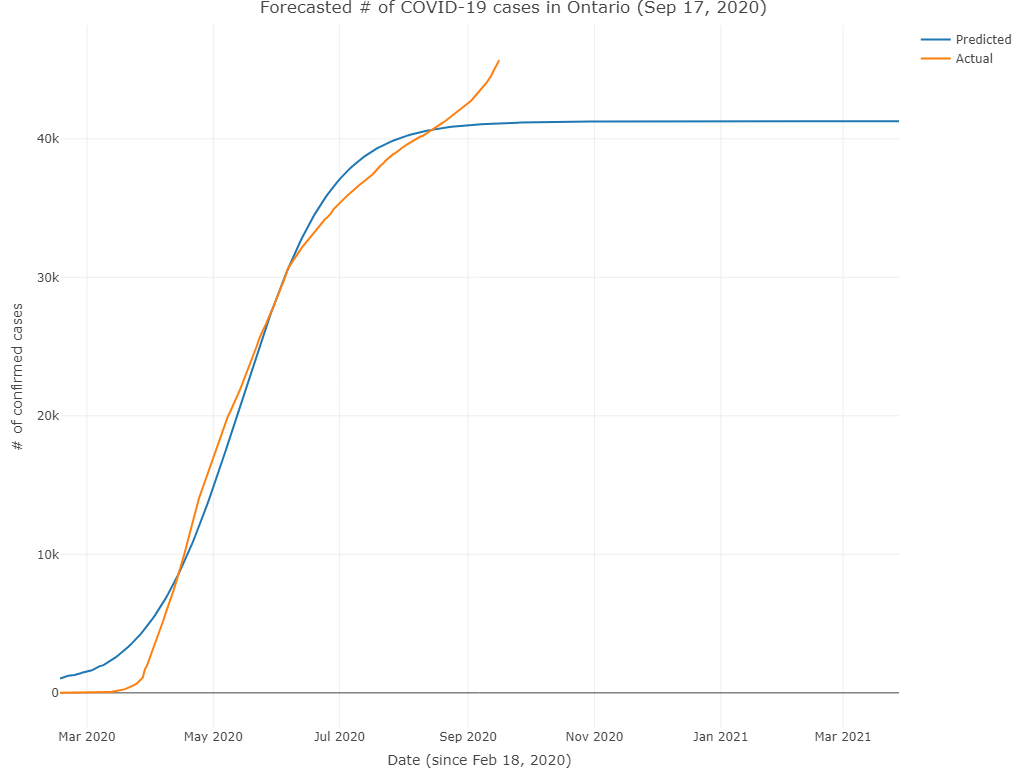 Forecasted # of COVID-19 cases in Ontario (Sep 17, 2020)
Predicted
Actual
40k
30k
20k
10k
0
# of confirmed cases
Mar 2020
May 2020
Jul 2020
Sep 2020
Nov 2020
Jan 2021
Mar 2021
Date (since Feb 18, 2020)